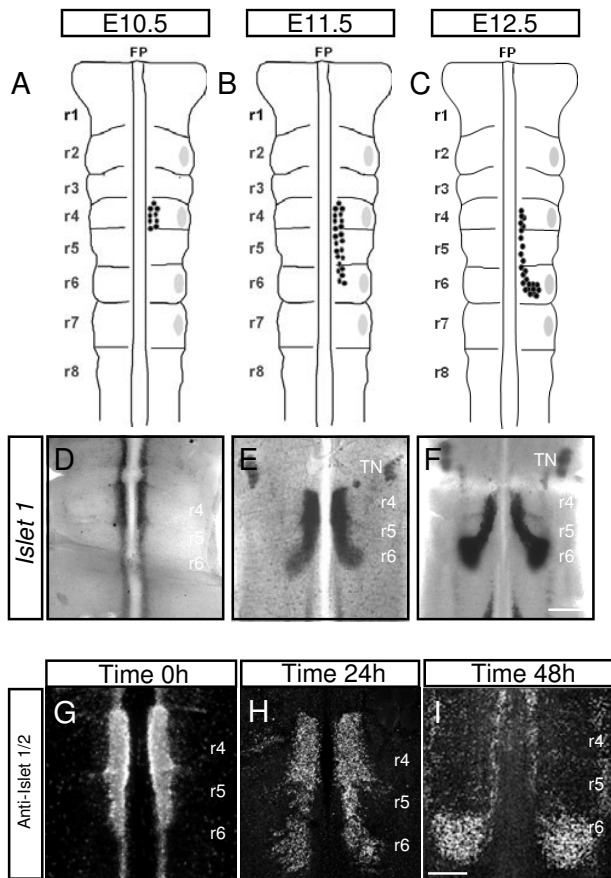 E10.5 E11.5 E12.5
A FP B FP C FP
r1 r1 r1
r2 r2 r2
r3 r3 r3
r4 r4 r4
r5 r5 r5
r6 r6 r6
r7 r7 r7
r8 r8 r8
Islet 1
D E F
TN TN
r4 r4 r4
r5 r5 r5
r6 r6 r6
Time 0h Time 24h Time 48h
Anti-Islet 1/2
G H I
r4 r4 r4
r5 r5 r5
r6 r6 r6